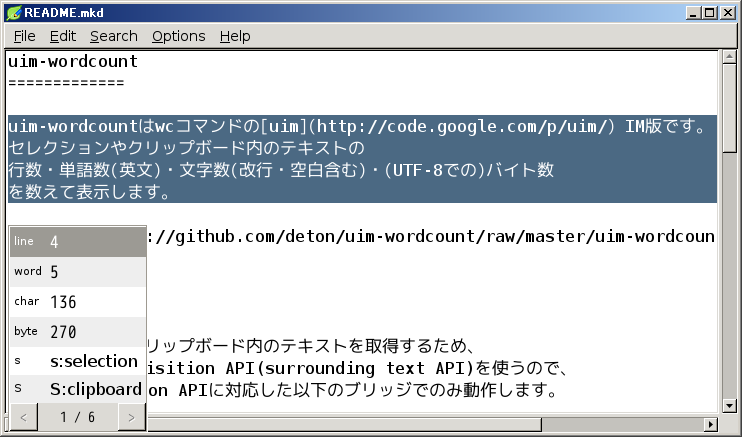 README.mkd
File Edit Search Options Help
uim-wordcount
=============
uim-wordcountはwcコマンドの[uim](http://code.google.com/p/uim/) IM版です。
セレクションやクリップボード内のテキストの
行数・単語数(英文)・文字数(改行・空白含む)・(UTF-8での)バイト数
を数えて表示します。
://github.com/deton/uim-wordcount/raw/master/uim-wordcoun
line 4
word 5
char 136
byte 270
s s:selection
S S:clipboard
< 1 / 6 >
リップボード内のテキストを取得するため、
isition API(surrounding text API)を使うので、
on APIに対応した以下のブリッジでのみ動作します。